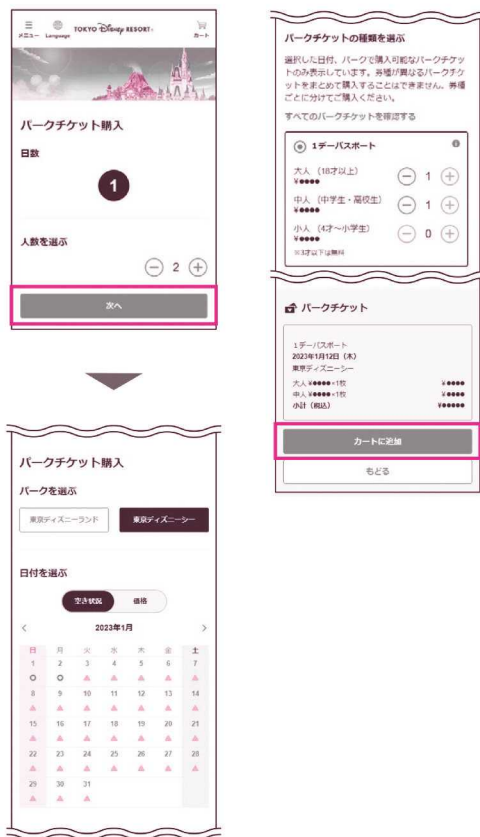 メニュー
Language
TOKYO Disney RESORT®
カート
パークチケット購入
日数
1
人数を選ぶ
2
次へ
パークチケット購入
パークを選ぶ
東京ディズニーランド
東京ディズニーシー
日付を選ぶ
空き状況 価格
2023年1月
日 月 火 水 木 金 土
1 2 3 4 5 6 7
8 9 10 11 12 13 14
15 16 17 18 19 20 21
22 23 24 25 26 27 28
29 30 31
パークチケットの種類を選ぶ
選択した日付、パークで購入可能なパークチケッ
トのみ表示しています。券種が異なるパークチケ
ットをまとめて購入することはできません。券種
ごとに分けてご購入ください。
すべてのパークチケットを確認する
1デーパスポート
大人（18才以上）
¥●●●●
1
中人（中学生・高校生）
¥●●●●
1
小人（4才～小学生）
¥●●●●
0
※3才以下は無料
パークチケット
1デーパスポート
2023年1月12日（木）
東京ディズニーシー
大人 ¥●●●●×1枚 ¥●●●●
中人 ¥●●●●×1枚 ¥●●●●
小計（税込） ¥●●●●●
カートに追加
もどる